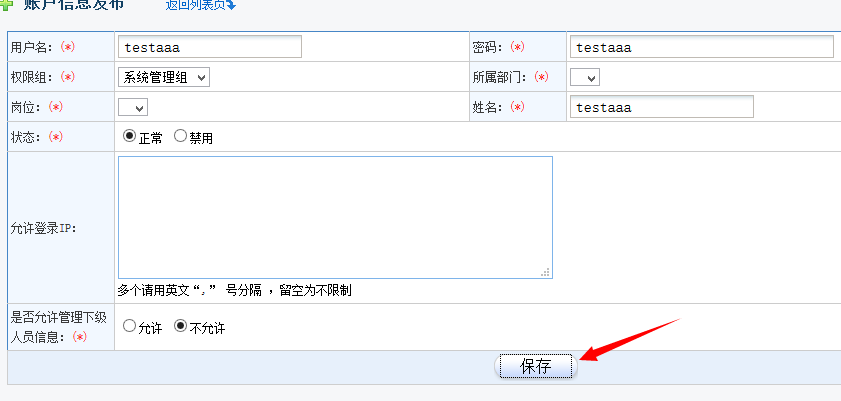 账户信息发布 返回列表页
用户名：(*) testaaa 密码：(*) testaaa
权限组：(*) 系统管理组 所属部门：(*)
岗位：(*) 姓名：(*) testaaa
状态：(*) 正常 禁用
允许登录IP：
多个请用英文“,” 号分隔 ，留空为不限制
是否允许管理下级
人员信息：(*) 允许 不允许
保存